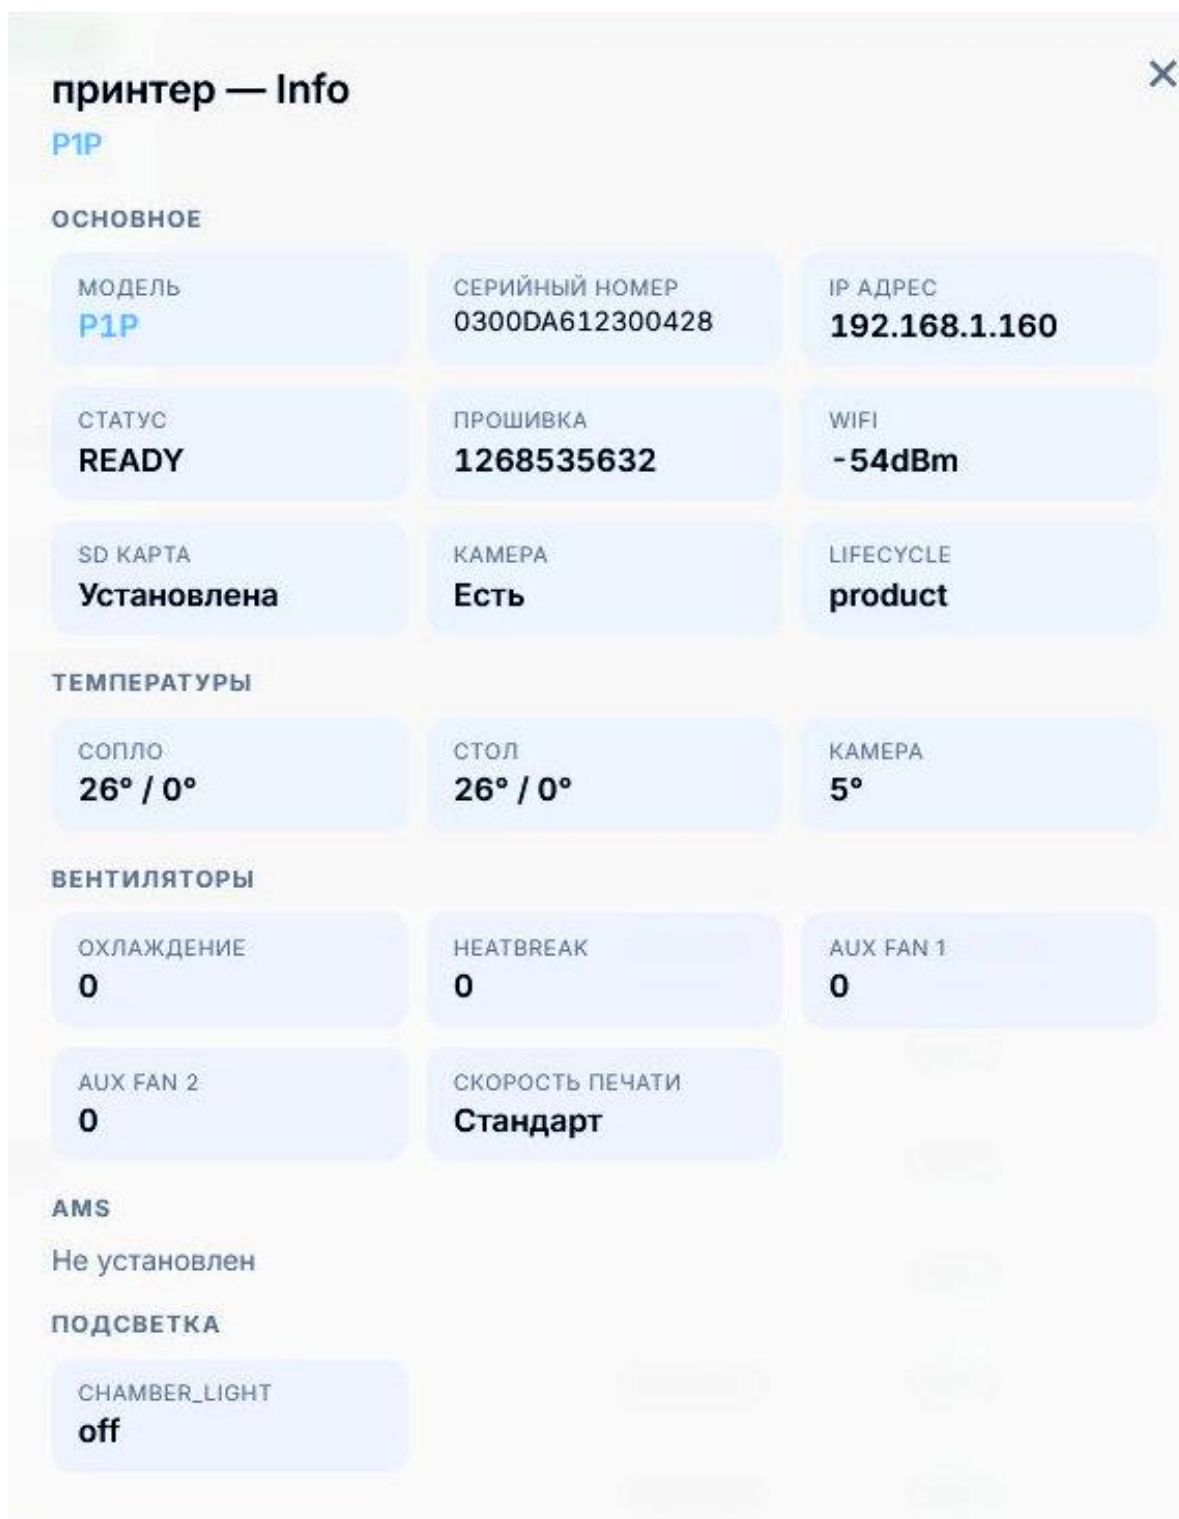 принтер — Info
P1P
ОСНОВНОЕ
МОДЕЛЬ
P1P
СЕРИЙНЫЙ НОМЕР
0300DA612300428
IP АДРЕС
192.168.1.160
СТАТУС
READY
ПРОШИВКА
1268535632
WIFI
-54dBm
SD КАРТА
Установлена
КАМЕРА
Есть
LIFECYCLE
product
ТЕМПЕРАТУРЫ
СОПЛО
26° / 0°
СТОЛ
26° / 0°
КАМЕРА
5°
ВЕНТИЛЯТОРЫ
ОХЛАЖДЕНИЕ
0
HEATBREAK
0
AUX FAN 1
0
AUX FAN 2
0
СКОРОСТЬ ПЕЧАТИ
Стандарт
AMS
Не установлен
ПОДСВЕТКА
CHAMBER_LIGHT
off